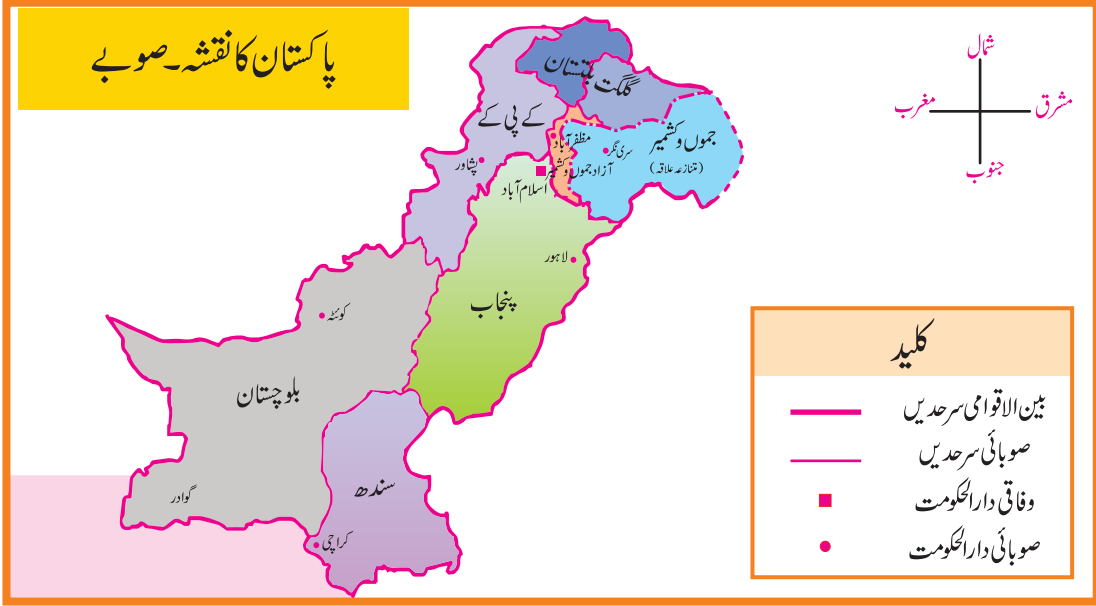 پاکستان کا نقشہ۔صوبے
شمال
مغرب
مشرق
جنوب
گلگت بلتستان
کے پی کے
جموں و کشمیر
(متنازعہ علاقہ)
سری نگر
مظفرآباد
آزاد جموں و کشمیر
پشاور
اسلام آباد
لاہور
پنجاب
کوئٹہ
بلوچستان
گوادر
سندھ
کراچی
کلید
بین الاقوامی سرحدیں
صوبائی سرحدیں
وفاقی دارالحکومت
صوبائی دارالحکومت